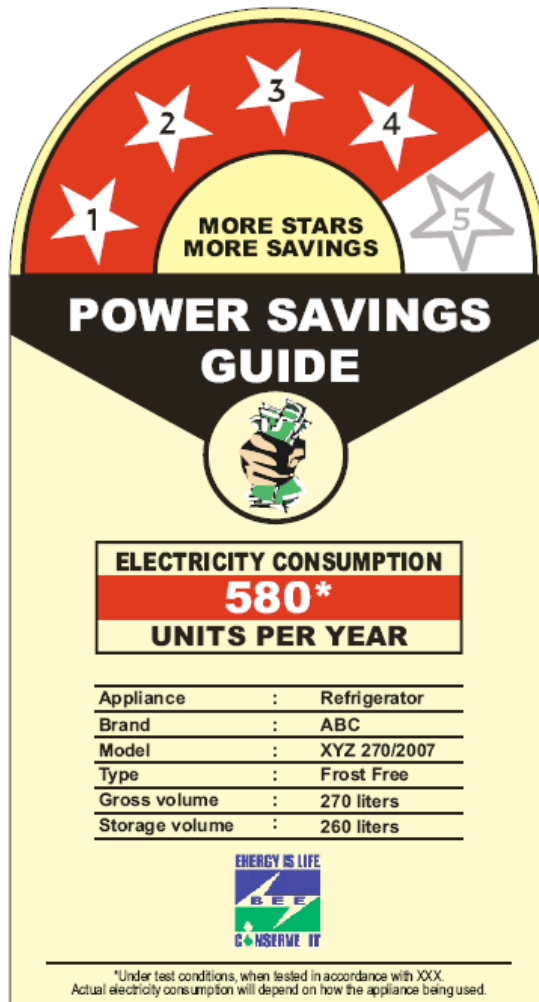 1 2 3 4 5
MORE STARS
MORE SAVINGS
POWER SAVINGS
GUIDE
ELECTRICITY CONSUMPTION
580*
UNITS PER YEAR
Appliance : Refrigerator
Brand : ABC
Model : XYZ 270/2007
Type : Frost Free
Gross volume : 270 liters
Storage volume : 260 liters
ENERGY IS LIFE
BEE
CONSERVE IT
*Under test conditions, when tested in accordance with XXX.
Actual electricity consumption will depend on how the appliance being used.